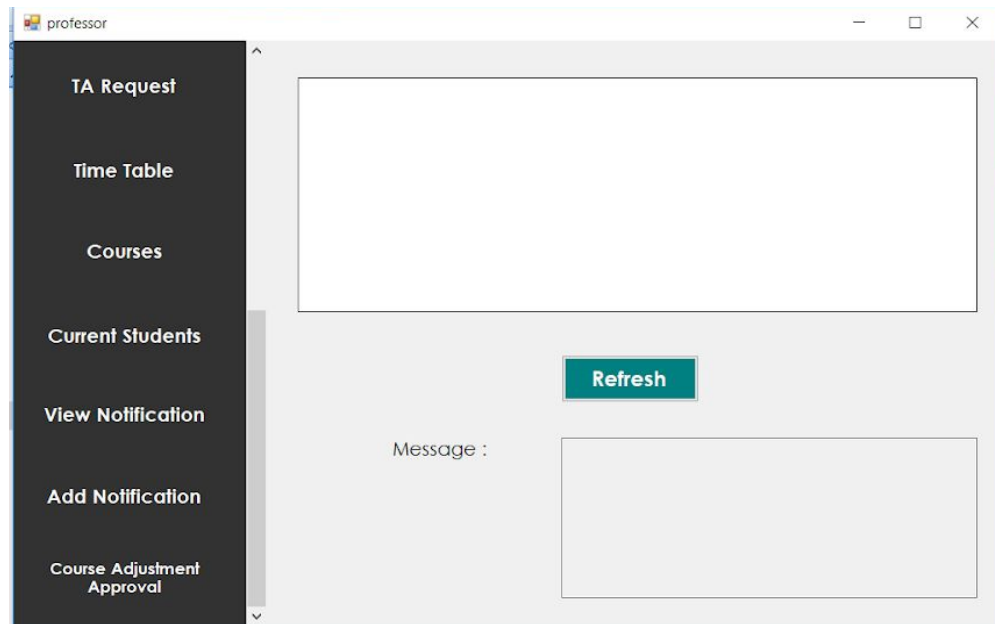 professor
TA Request
Time Table
Courses
Current Students
View Notification
Add Notification
Course Adjustment
Approval
Refresh
Message :